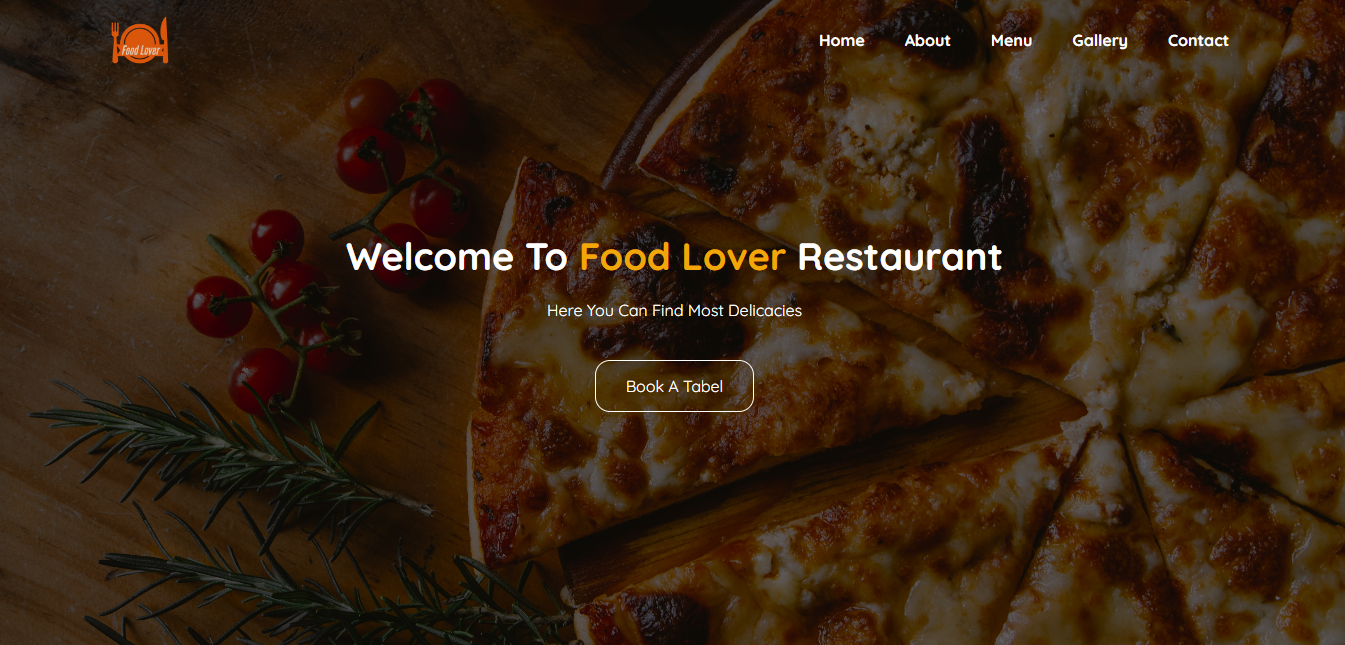 Food Lover
Home About Menu Gallery Contact
Welcome To Food Lover Restaurant
Here You Can Find Most Delicacies
Book A Tabel